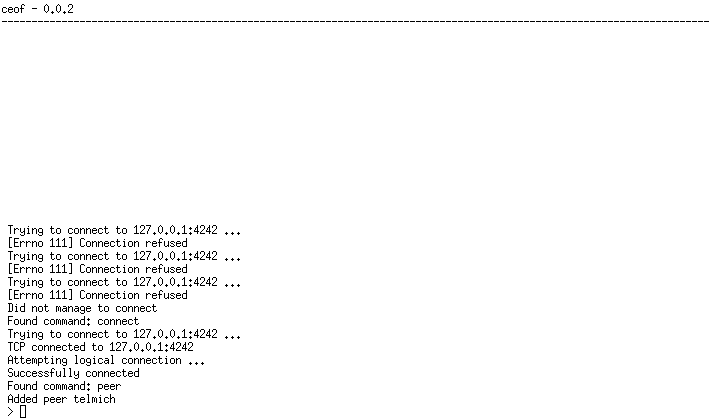 ceof - 0.0.2
Trying to connect to 127.0.0.1:4242 ...
[Errno 111] Connection refused
Trying to connect to 127.0.0.1:4242 ...
[Errno 111] Connection refused
Trying to connect to 127.0.0.1:4242 ...
[Errno 111] Connection refused
Did not manage to connect
Found command: connect
Trying to connect to 127.0.0.1:4242 ...
TCP connected to 127.0.0.1:4242
Attempting logical connection ...
Successfully connected
Found command: peer
Added peer telmich
>